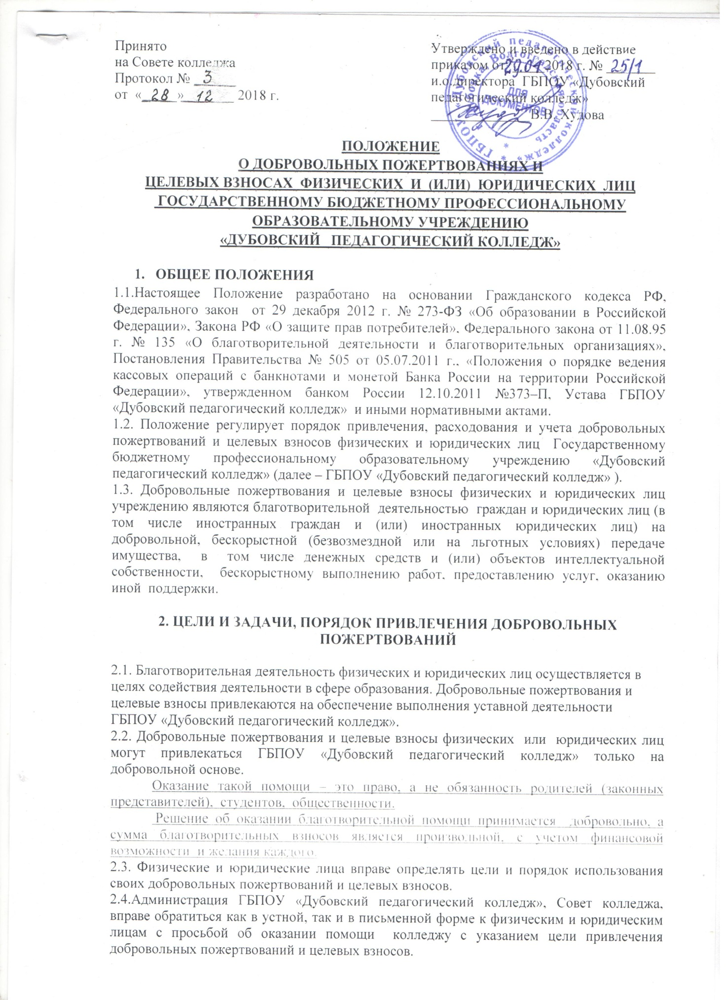 Принято
на Совете колледжа
Протокол № 3
от « 28 » 12 2018 г.
Утверждено и введено в действие
приказом от 29.01 2018 г. № 25/1
и.о.директора ГБПОУ «Дубовский
педагогический колледж»
В.В. Худова
ГБПОУ «Дубовский педагогический колледж»
г. Дубовка, Волгоградская область
ДЛЯ
ДОКУМЕНТОВ
ПОЛОЖЕНИЕ
О ДОБРОВОЛЬНЫХ ПОЖЕРТВОВАНИЯХ И
ЦЕЛЕВЫХ ВЗНОСАХ ФИЗИЧЕСКИХ И (ИЛИ) ЮРИДИЧЕСКИХ ЛИЦ
ГОСУДАРСТВЕННОМУ БЮДЖЕТНОМУ ПРОФЕССИОНАЛЬНОМУ
ОБРАЗОВАТЕЛЬНОМУ УЧРЕЖДЕНИЮ
«ДУБОВСКИЙ ПЕДАГОГИЧЕСКИЙ КОЛЛЕДЖ»
1. ОБЩЕЕ ПОЛОЖЕНИЯ
1.1.Настоящее Положение разработано на основании Гражданского кодекса РФ,
Федерального закон от 29 декабря 2012 г. № 273-ФЗ «Об образовании в Российской
Федерации», Закона РФ «О защите прав потребителей», Федерального закона от 11.08.95
г. № 135 «О благотворительной деятельности и благотворительных организациях»,
Постановления Правительства № 505 от 05.07.2011 г., «Положения о порядке ведения
кассовых операций с банкнотами и монетой Банка России на территории Российской
Федерации», утвержденном банком России 12.10.2011 №373–П, Устава ГБПОУ
«Дубовский педагогический колледж» и иными нормативными актами.
1.2. Положение регулирует порядок привлечения, расходования и учета добровольных
пожертвований и целевых взносов физических и юридических лиц Государственному
бюджетному профессиональному образовательному учреждению «Дубовский
педагогический колледж» (далее – ГБПОУ «Дубовский педагогический колледж» ).
1.3. Добровольные пожертвования и целевые взносы физических и юридических лиц
учреждению являются благотворительной деятельностью граждан и юридических лиц (в
том числе иностранных граждан и (или) иностранных юридических лиц) на
добровольной, бескорыстной (безвозмездной или на льготных условиях) передаче
имущества, в том числе денежных средств и (или) объектов интеллектуальной
собственности, бескорыстному выполнению работ, предоставлению услуг, оказанию
иной поддержки.
2. ЦЕЛИ И ЗАДАЧИ, ПОРЯДОК ПРИВЛЕЧЕНИЯ ДОБРОВОЛЬНЫХ
ПОЖЕРТВОВАНИЙ
2.1. Благотворительная деятельность физических и юридических лиц осуществляется в
целях содействия деятельности в сфере образования. Добровольные пожертвования и
целевые взносы привлекаются на обеспечение выполнения уставной деятельности
ГБПОУ «Дубовский педагогический колледж».
2.2. Добровольные пожертвования и целевые взносы физических или юридических лиц
могут привлекаться ГБПОУ «Дубовский педагогический колледж» только на
добровольной основе.
Оказание такой помощи – это право, а не обязанность родителей (законных
представителей), студентов, общественности.
Решение об оказании благотворительной помощи принимается добровольно, а
сумма благотворительных взносов является произвольной, с учетом финансовой
возможности и желания каждого.
2.3. Физические и юридические лица вправе определять цели и порядок использования
своих добровольных пожертвований и целевых взносов.
2.4.Администрация ГБПОУ «Дубовский педагогический колледж», Совет колледжа,
вправе обратиться как в устной, так и в письменной форме к физическим и юридическим
лицам с просьбой об оказании помощи колледжу с указанием цели привлечения
добровольных пожертвований и целевых взносов.